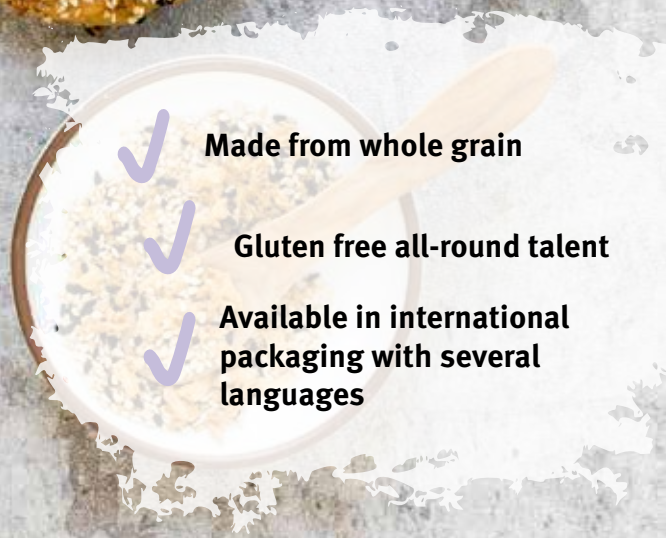 Made from whole grain
Gluten free all-round talent
Available in international
packaging with several
languages